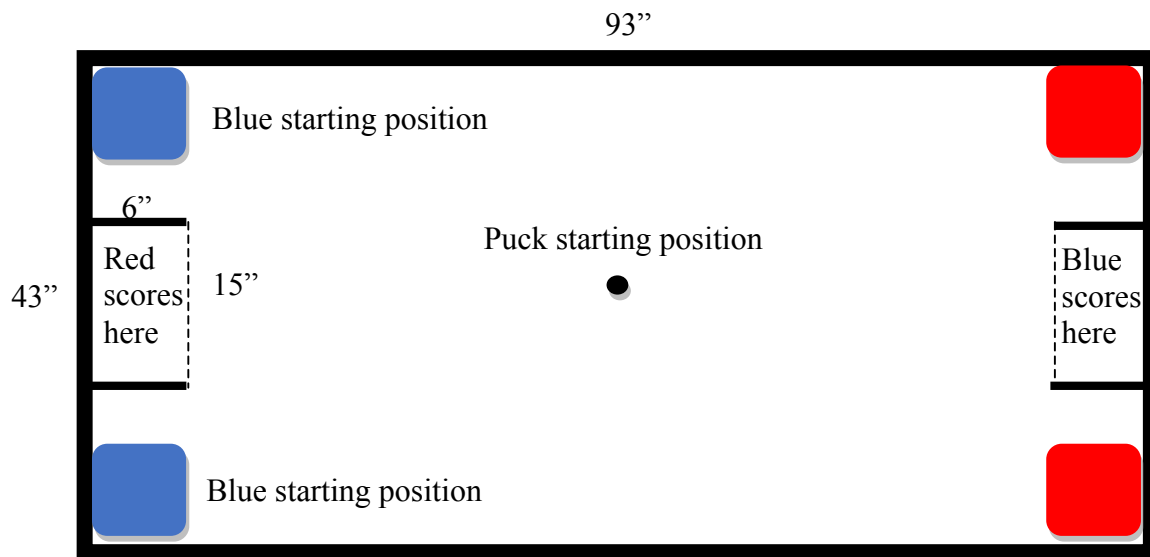 93”
Blue starting position
6”
Puck starting position
Red
scores
here
15”
43”
Blue
scores
here
Blue starting position